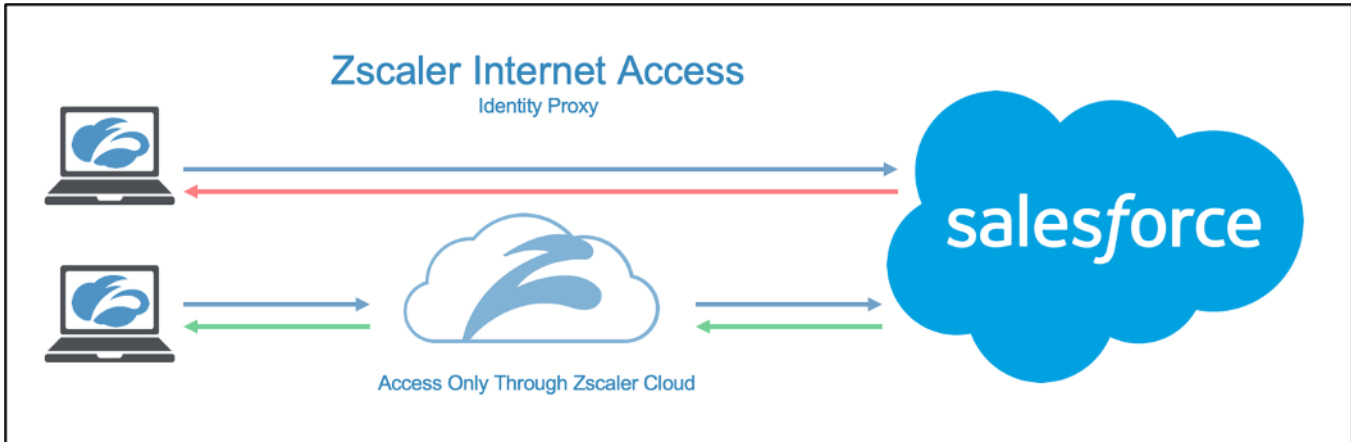 Zscaler Internet Access
Identity Proxy
salesforce
Access Only Through Zscaler Cloud